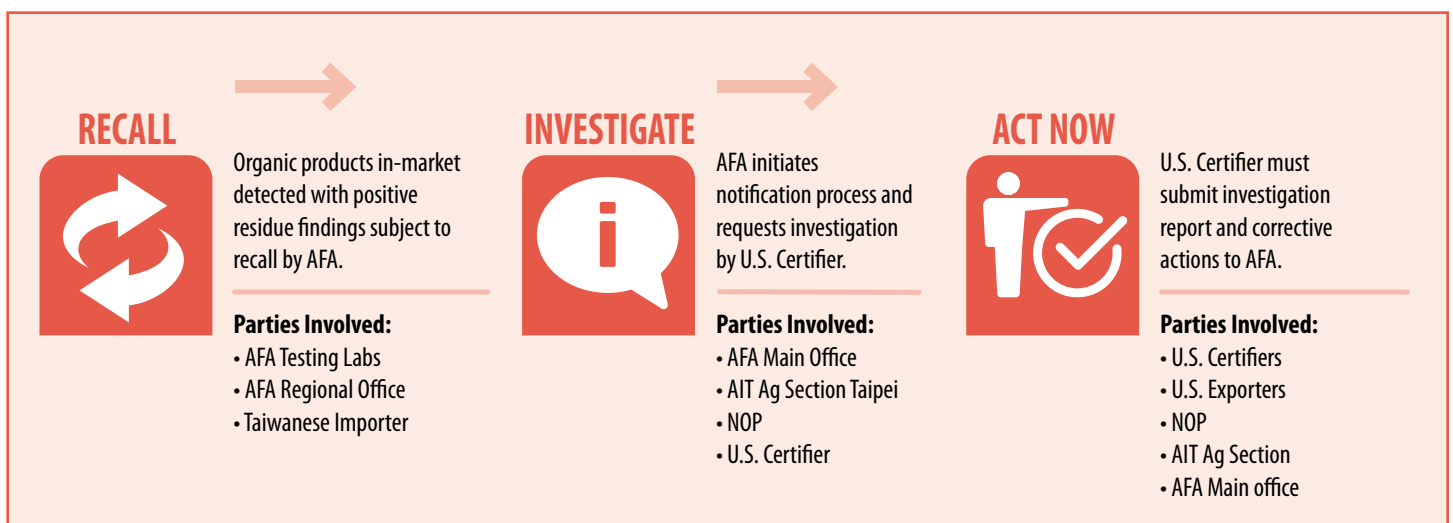 RECALL
Organic products in-market
detected with positive
residue findings subject to
recall by AFA.
Parties Involved:
• AFA Testing Labs
• AFA Regional Office
• Taiwanese Importer
INVESTIGATE
i
AFA initiates
notification process and
requests investigation
by U.S. Certifier.
Parties Involved:
• AFA Main Office
• AIT Ag Section Taipei
• NOP
• U.S. Certifier
ACT NOW
U.S. Certifier must
submit investigation
report and corrective
actions to AFA.
Parties Involved:
• U.S. Certifiers
• U.S. Exporters
• NOP
• AIT Ag Section
• AFA Main office